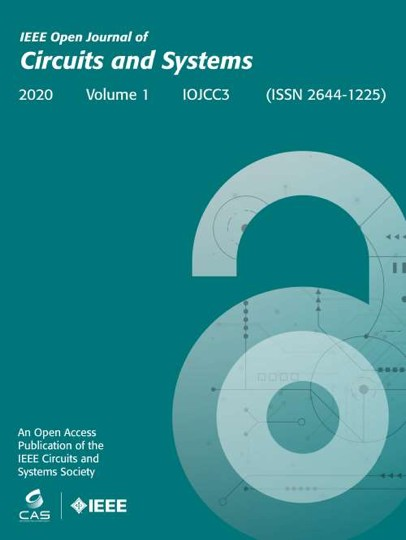 IEEE Open Journal of
Circuits and Systems
2020 Volume 1 IOJCC3 (ISSN 2644-1225)
An Open Access
Publication of the
IEEE Circuits and
Systems Society
CAS
IEEE